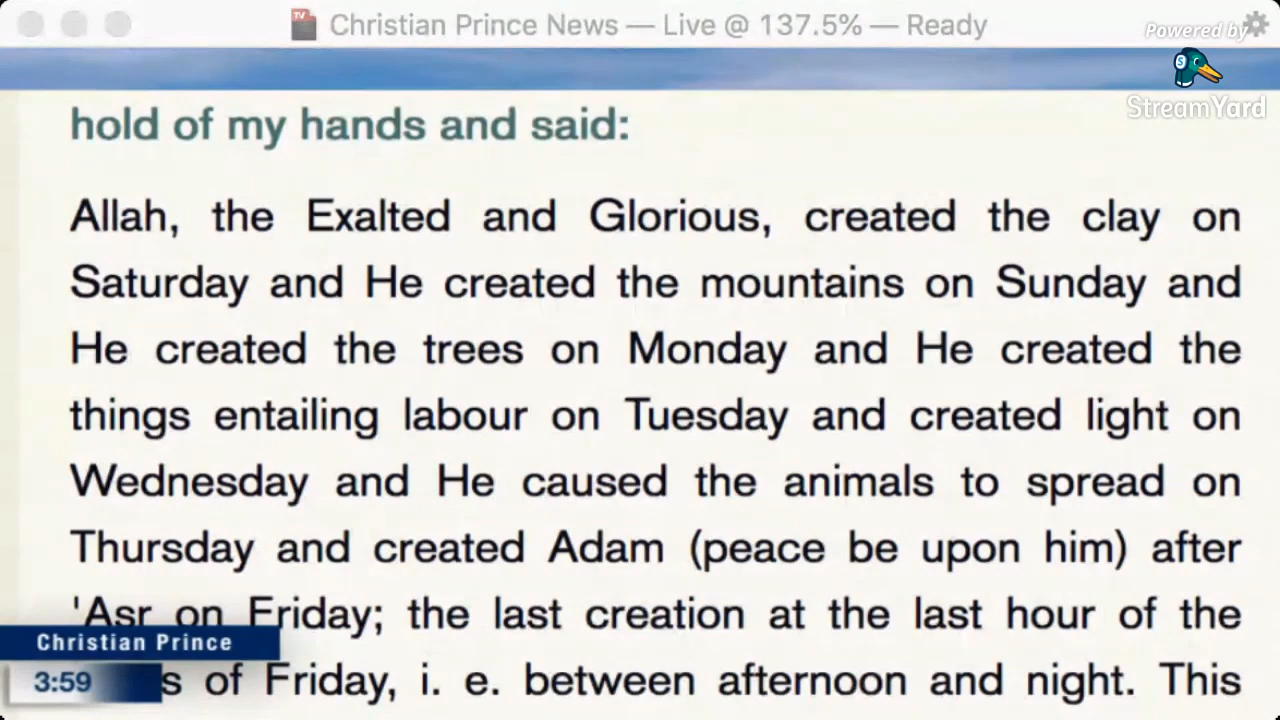 Christian Prince News — Live @ 137.5% — Ready
Powered by
StreamYard
hold of my hands and said:
Allah, the Exalted and Glorious, created the clay on
Saturday and He created the mountains on Sunday and
He created the trees on Monday and He created the
things entailing labour on Tuesday and created light on
Wednesday and He caused the animals to spread on
Thursday and created Adam (peace be upon him) after
'Asr on Friday; the last creation at the last hour of the
Christian Prince
3:59
of Friday, i. e. between afternoon and night. This